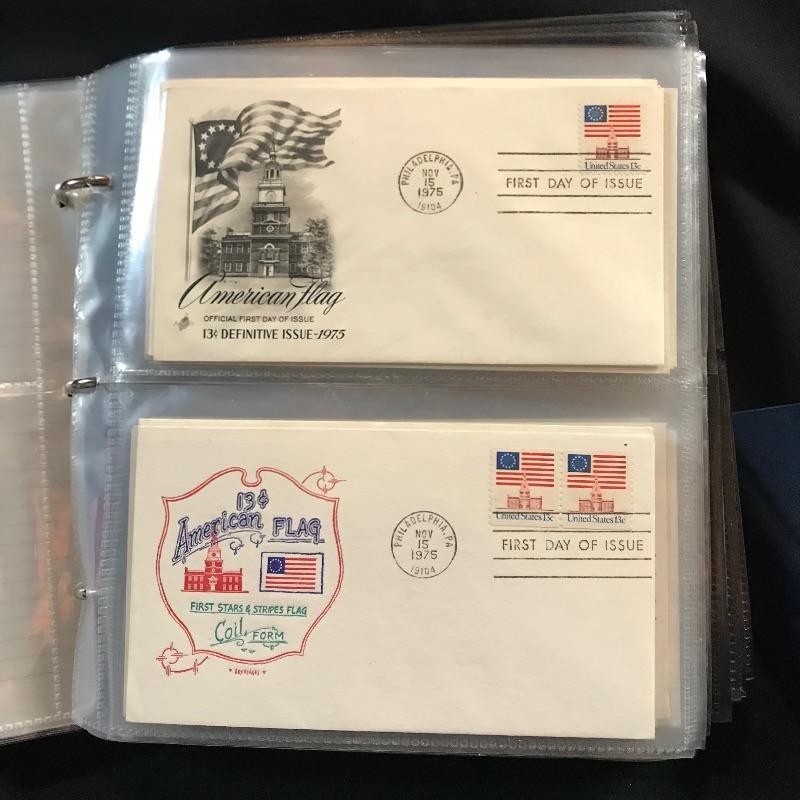 American Flag
OFFICIAL FIRST DAY OF ISSUE
13¢ DEFINITIVE ISSUE-1975
PHILADELPHIA, PA
NOV
15
1975
19104
United States 13c
FIRST DAY OF ISSUE
13¢
American FLAG
FIRST STARS & STRIPES FLAG
Coil FORM
PHILADELPHIA, PA
NOV
15
1975
19104
United States 13c United States 13c
FIRST DAY OF ISSUE